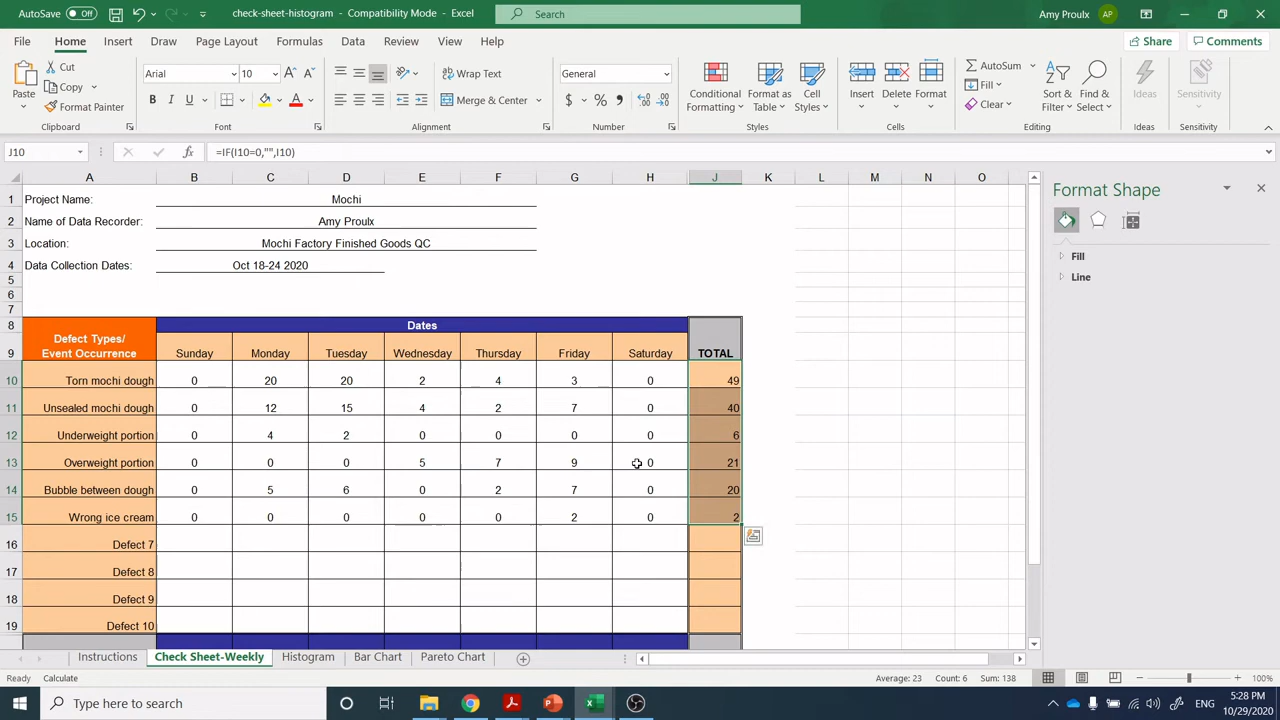 AutoSave Off check-sheet-histogram - Compatibility Mode - Excel Search Amy Proulx AP
File Home Insert Draw Page Layout Formulas Data Review View Help Share Comments
Paste Cut Copy Format Painter Clipboard
Arial 10 B I U A Font
Wrap Text Merge & Center Alignment
General $ % Number
Conditional Formatting Format as Table Cell Styles Styles
Insert Delete Format Cells
AutoSum Fill Clear Sort & Filter Find & Select Editing
Ideas Ideas
Sensitivity Sensitivity
J10 fx =IF(I10=0,"",I10)
A B C D E F G H J K L M N O
1 Project Name: Mochi
2 Name of Data Recorder: Amy Proulx
3 Location: Mochi Factory Finished Goods QC
4 Data Collection Dates: Oct 18-24 2020
5
6
7
8 Defect Types/ Dates
9 Event Occurrence Sunday Monday Tuesday Wednesday Thursday Friday Saturday TOTAL
10 Torn mochi dough 0 20 20 2 4 3 0 49
11 Unsealed mochi dough 0 12 15 4 2 7 0 40
12 Underweight portion 0 4 2 0 0 0 0 6
13 Overweight portion 0 0 0 5 7 9 0 21
14 Bubble between dough 0 5 6 0 2 7 0 20
15 Wrong ice cream 0 0 0 0 0 2 0 2
16 Defect 7
17 Defect 8
18 Defect 9
19 Defect 10
Format Shape
Fill
Line
Instructions Check Sheet-Weekly Histogram Bar Chart Pareto Chart
Ready Calculate Average: 23 Count: 6 Sum: 138 100%
Type here to search ENG 5:28 PM
10/29/2020